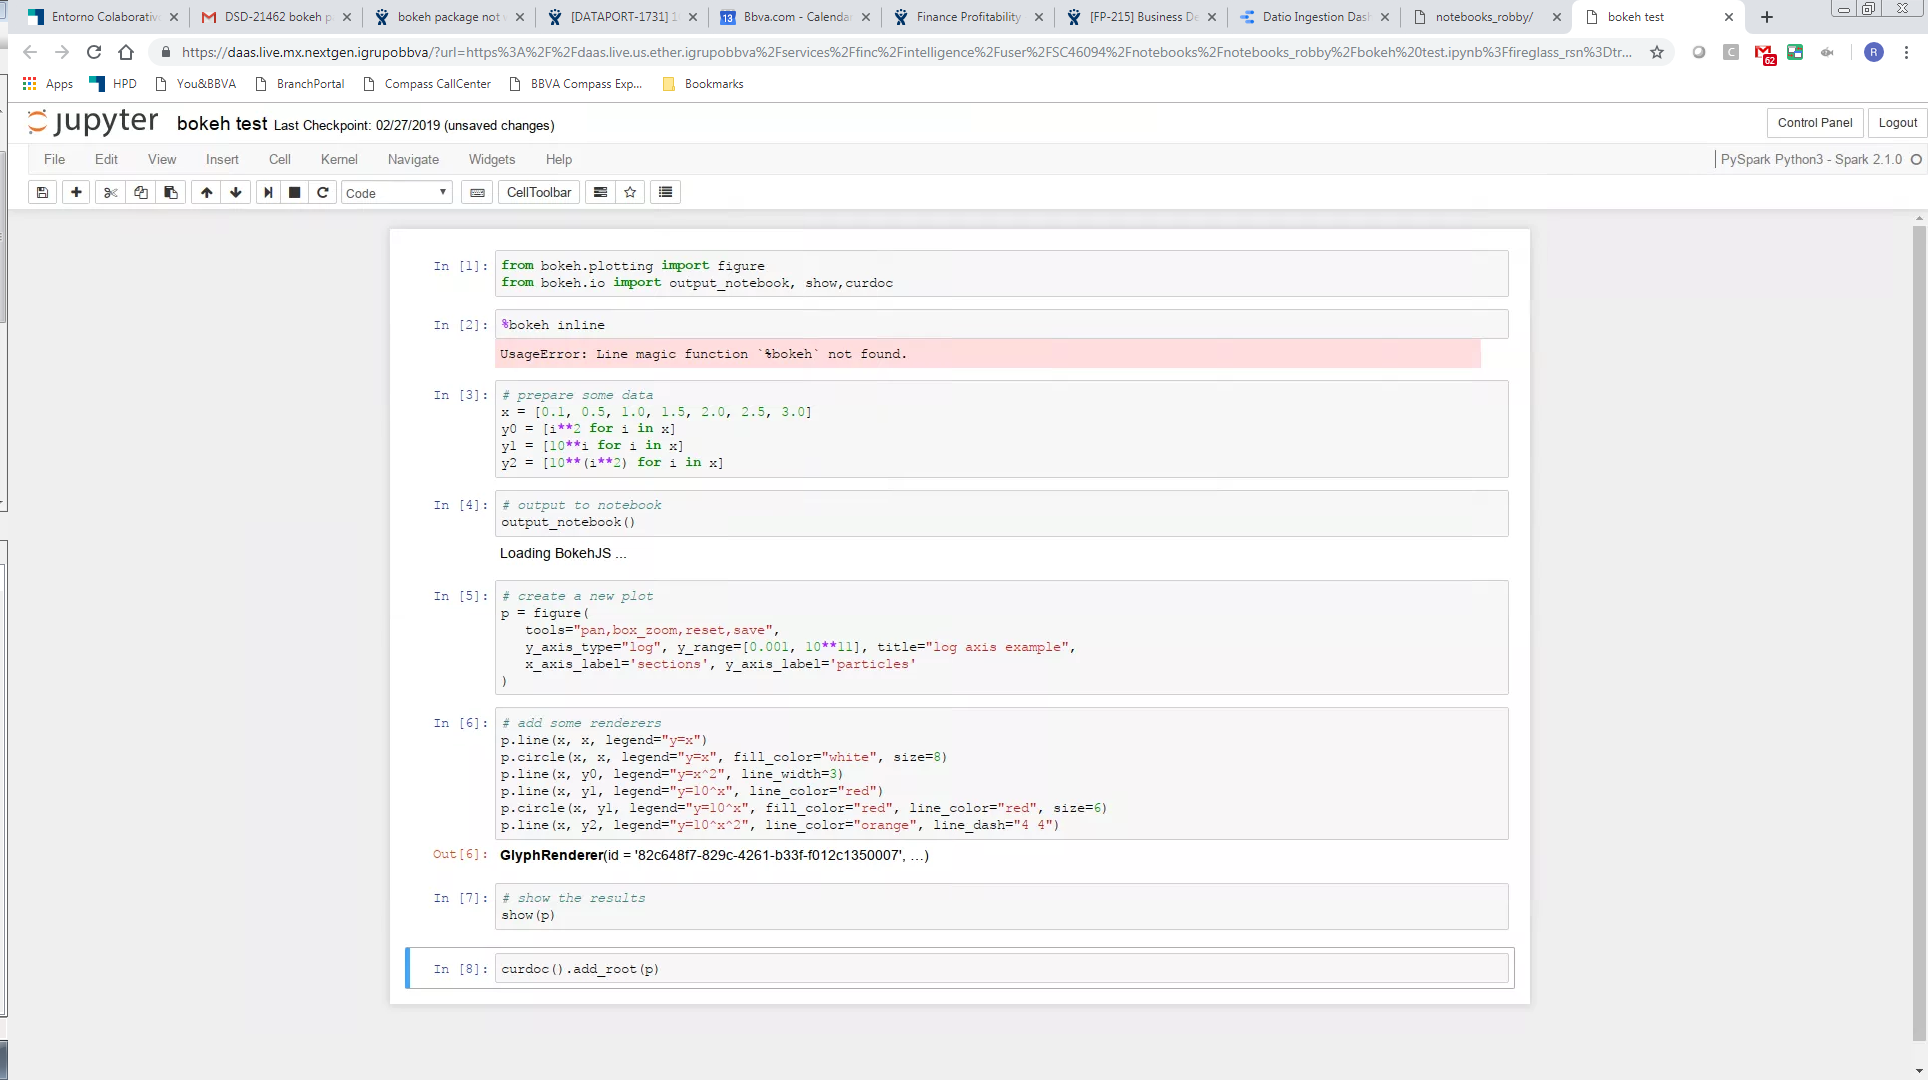 Entorno Colaborativ
DSD-21462 bokeh p
bokeh package not
[DATAPORT-1731]
Bbva.com - Calenda
Finance Profitability
[FP-215] Business De
Datio Ingestion Das
notebooks_robby/
bokeh test
https://daas.live.mx.nextgen.igrupobbva/?url=https%3A%2F%2Fdaas.live.us.ether.igrupobbva%2Fservices%2Ffinc%2Fintelligence%2Fuser%2FSC46094%2Fnotebooks%2Fnotebooks_robby%2Fbokeh%20test.ipynb%3Ffireglass_rsn%3Dtr...
C
62
R
Apps
HPD
You&BBVA
BranchPortal
Compass CallCenter
BBVA Compass Exp...
Bookmarks
jupyter bokeh test Last Checkpoint: 02/27/2019 (unsaved changes)
Control Panel
Logout
File Edit View Insert Cell Kernel Navigate Widgets Help
PySpark Python3 - Spark 2.1.0
Code
CellToolbar
In [1]: from bokeh.plotting import figure
from bokeh.io import output_notebook, show,curdoc
In [2]: %bokeh inline
UsageError: Line magic function `%bokeh` not found.
In [3]: # prepare some data
x = [0.1, 0.5, 1.0, 1.5, 2.0, 2.5, 3.0]
y0 = [i**2 for i in x]
y1 = [10**i for i in x]
y2 = [10**(i**2) for i in x]
In [4]: # output to notebook
output_notebook()
Loading BokehJS ...
In [5]: # create a new plot
p = figure(
tools="pan,box_zoom,reset,save",
y_axis_type="log", y_range=[0.001, 10**11], title="log axis example",
x_axis_label='sections', y_axis_label='particles'
)
In [6]: # add some renderers
p.line(x, x, legend="y=x")
p.circle(x, x, legend="y=x", fill_color="white", size=8)
p.line(x, y0, legend="y=x^2", line_width=3)
p.line(x, y1, legend="y=10^x", line_color="red")
p.circle(x, y1, legend="y=10^x", fill_color="red", line_color="red", size=6)
p.line(x, y2, legend="y=10^x^2", line_color="orange", line_dash="4 4")
Out[6]: GlyphRenderer(id = '82c648f7-829c-4261-b33f-f012c1350007', …)
In [7]: # show the results
show(p)
In [8]: curdoc().add_root(p)